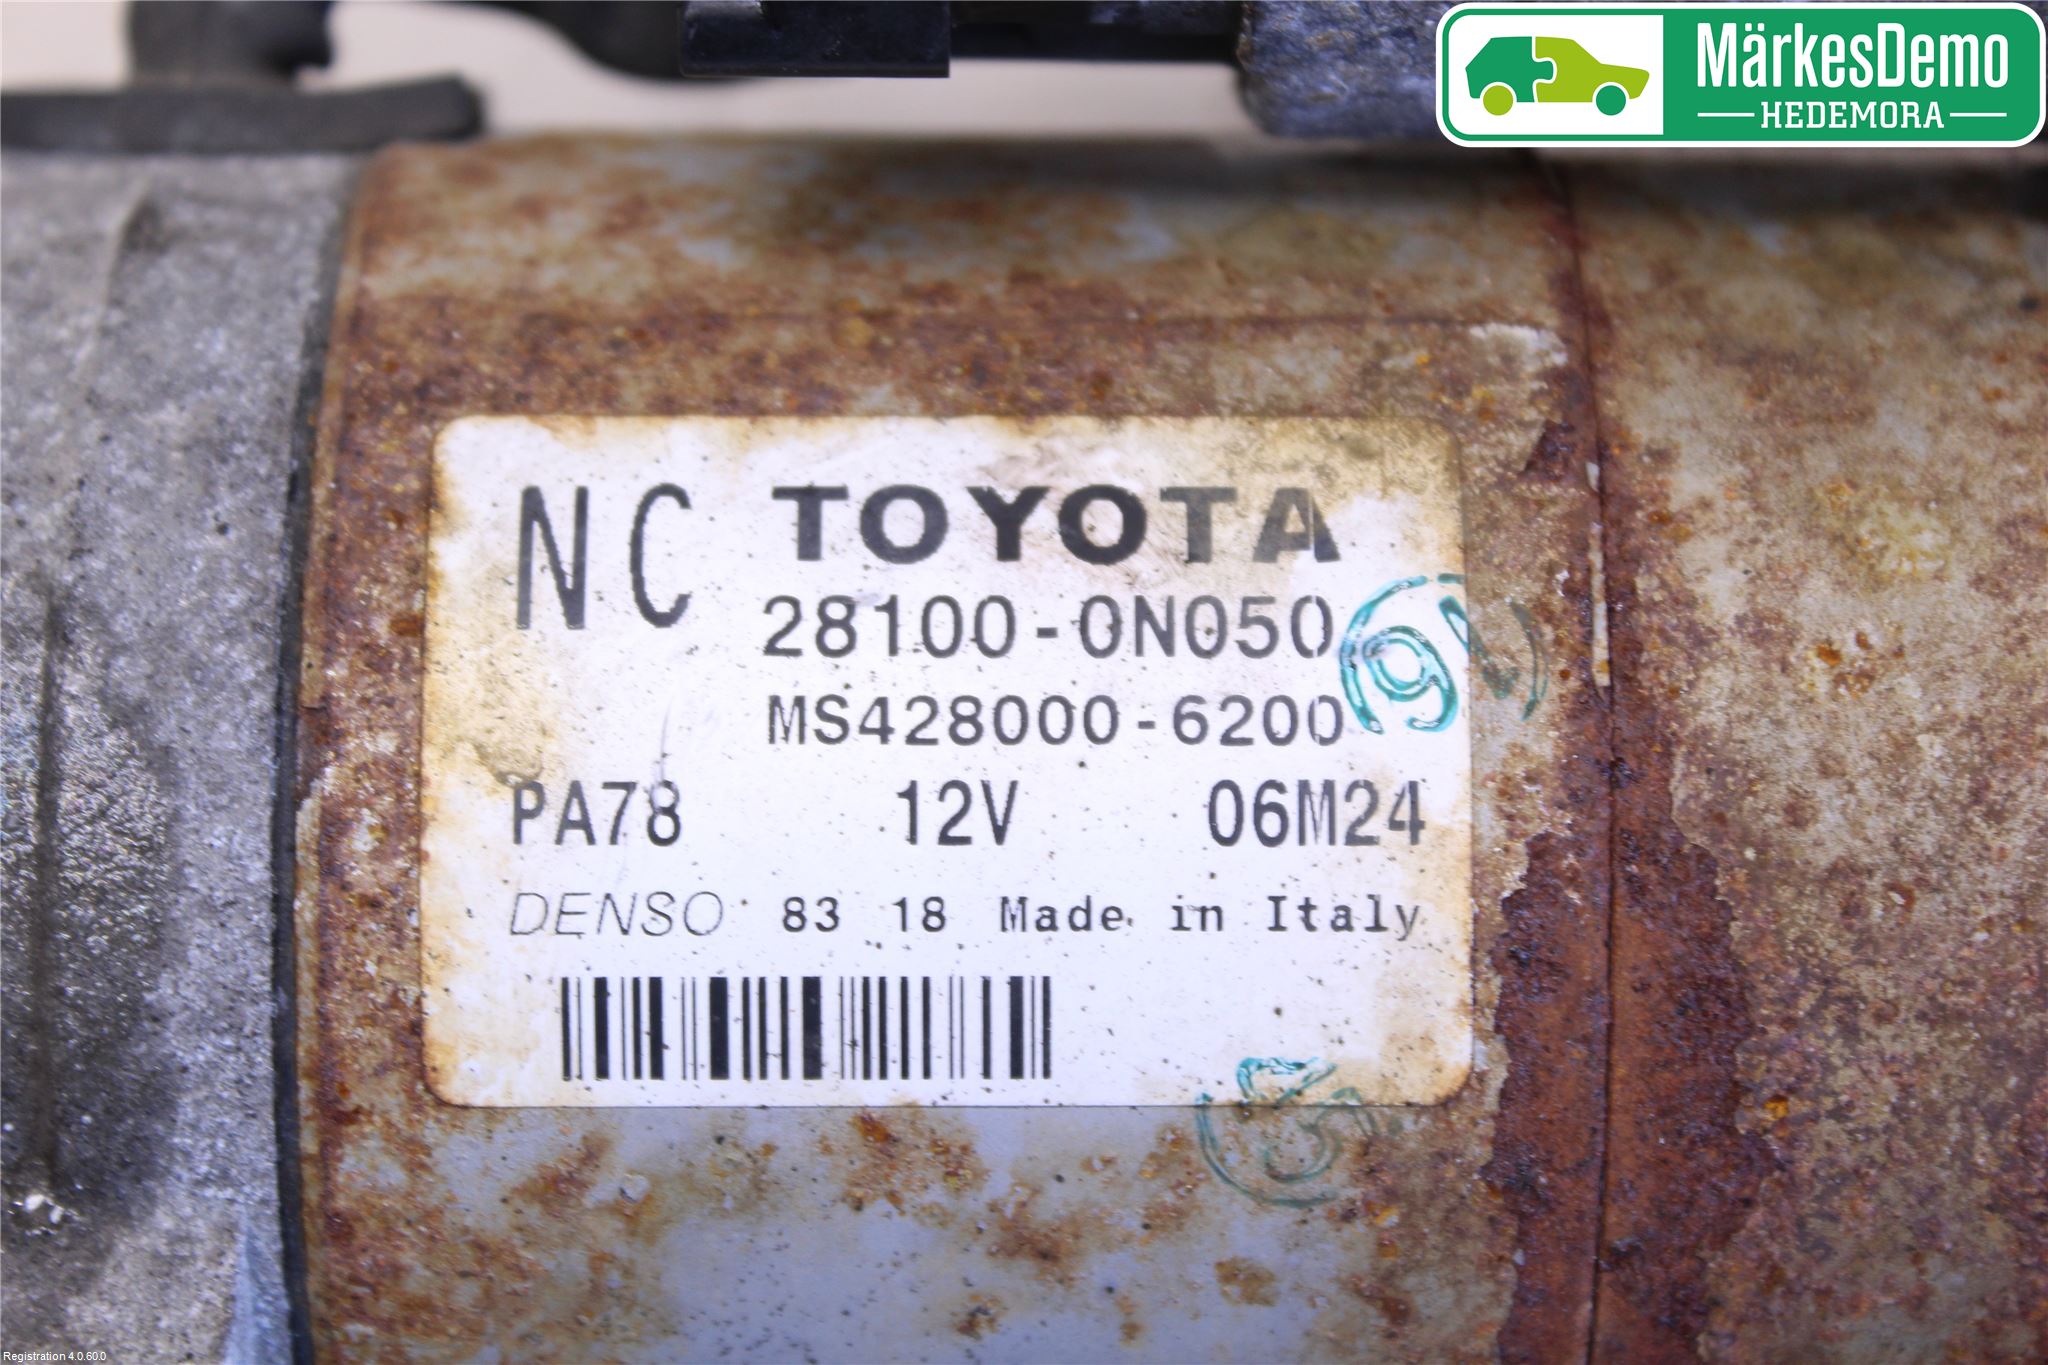 MärkesDemo
HEDEMORA
NC TOYOTA
28100-0N050
MS428000-6200
PA78 12V 06M24
DENSO 83 18 Made in Italy
Registration 4.0.60.0